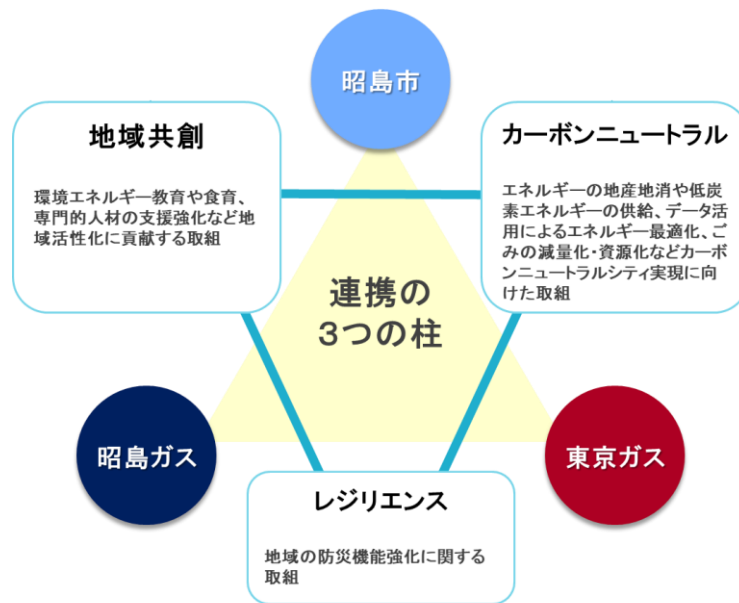 昭島市
地域共創
環境エネルギー教育や食育、
専門的人材の支援強化など地
域活性化に貢献する取組
カーボンニュートラル
エネルギーの地産地消や低炭
素エネルギーの供給、データ活
用によるエネルギー最適化、ご
みの減量化・資源化などカーボ
ンニュートラルシティ実現に向
けた取組
連携の
3つの柱
昭島ガス
東京ガス
レジリエンス
地域の防災機能強化に関する
取組